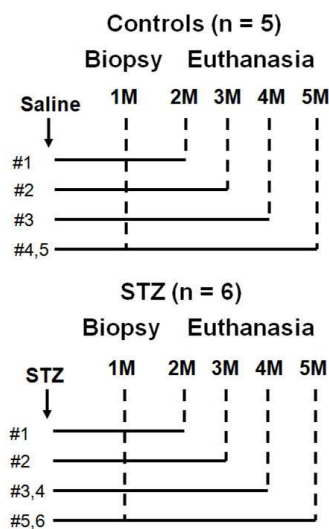 Controls (n = 5)
Biopsy Euthanasia
1M 2M 3M 4M 5M
Saline
#1
#2
#3
#4,5
STZ (n = 6)
Biopsy Euthanasia
1M 2M 3M 4M 5M
STZ
#1
#2
#3,4
#5,6